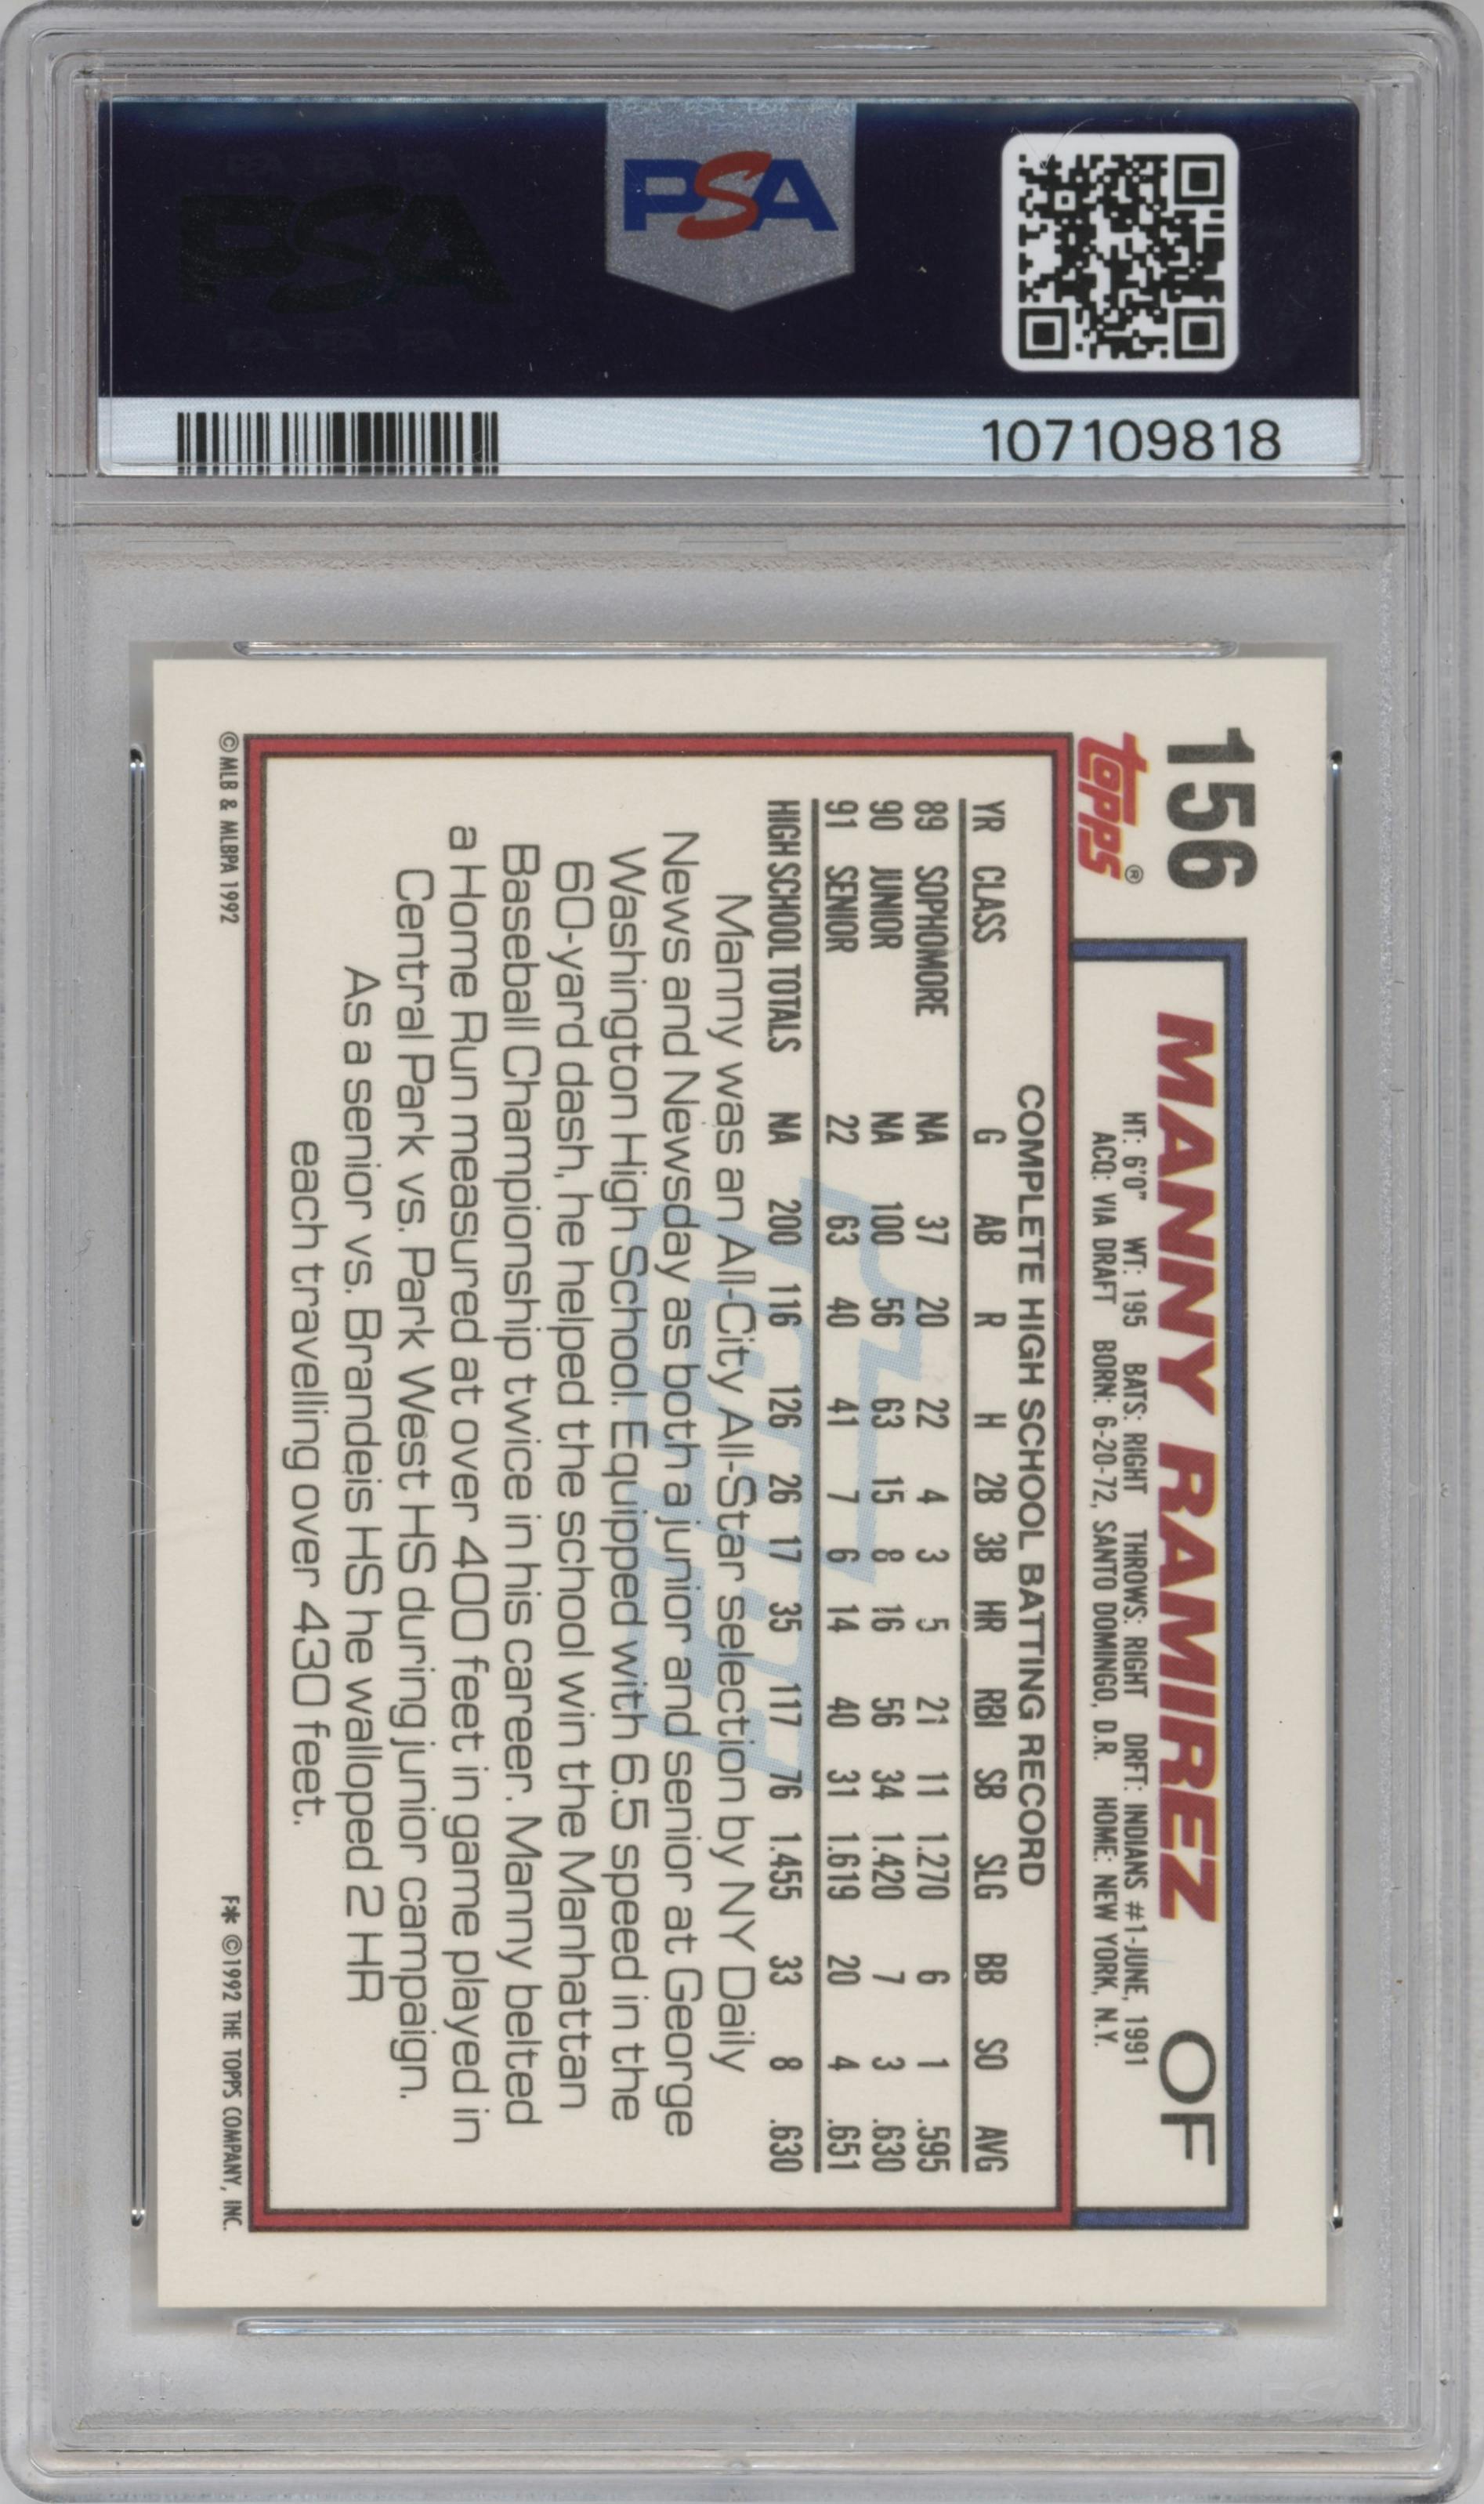 PSA
107109818
156
topps®
MANNY RAMIREZ OF
HT: 6'0" WT: 195 BATS: RIGHT THROWS: RIGHT DRFT: INDIANS #1-JUNE, 1991
ACQ: VIA DRAFT BORN: 6-20-72, SANTO DOMINGO, D.R. HOME: NEW YORK, N.Y.
COMPLETE HIGH SCHOOL BATTING RECORD
YR CLASS G AB R H 2B 3B HR RBI SB SLG BB SO AVG
89 SOPHOMORE NA 37 20 22 4 3 5 21 11 1.270 6 1 .595
90 JUNIOR NA 100 56 63 15 8 16 56 34 1.420 7 3 .630
91 SENIOR 22 63 40 41 7 6 14 40 31 1.619 20 4 .651
HIGH SCHOOL TOTALS NA 200 116 126 26 17 35 117 76 1.455 33 8 .630
Manny was an All-City All-Star selection by NY Daily
News and Newsday as both a junior and senior at George
Washington High School. Equipped with 6.5 speed in the
60-yard dash, he helped the school win the Manhattan
Baseball Championship twice in his career. Manny belted
a Home Run measured at over 400 feet in game played in
Central Park vs. Park West HS during junior campaign.
As a senior vs. Brandeis HS he walloped 2 HR
each travelling over 430 feet.
© MLB & MLBPA 1992
F* ©1992 THE TOPPS COMPANY, INC.